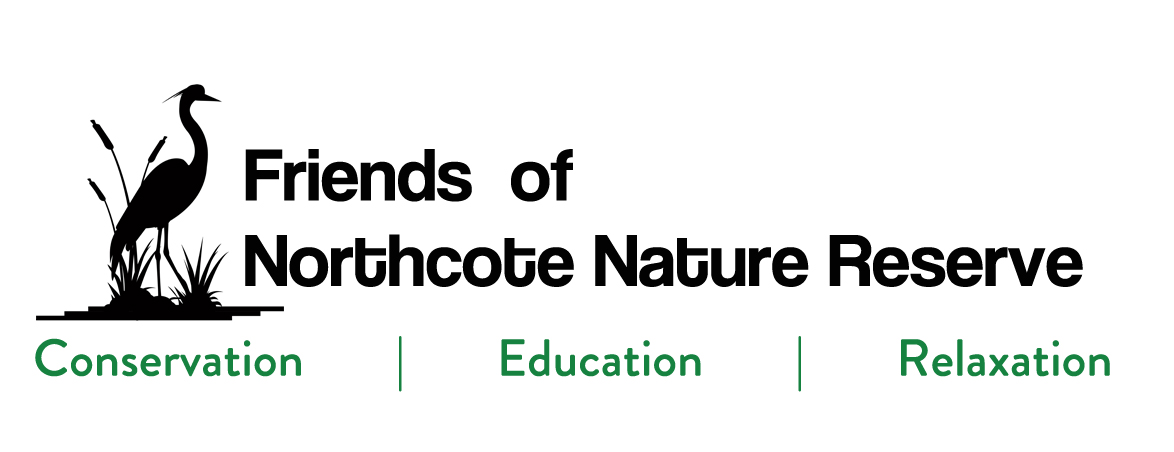 Friends of
Northcote Nature Reserve
Conservation | Education | Relaxation